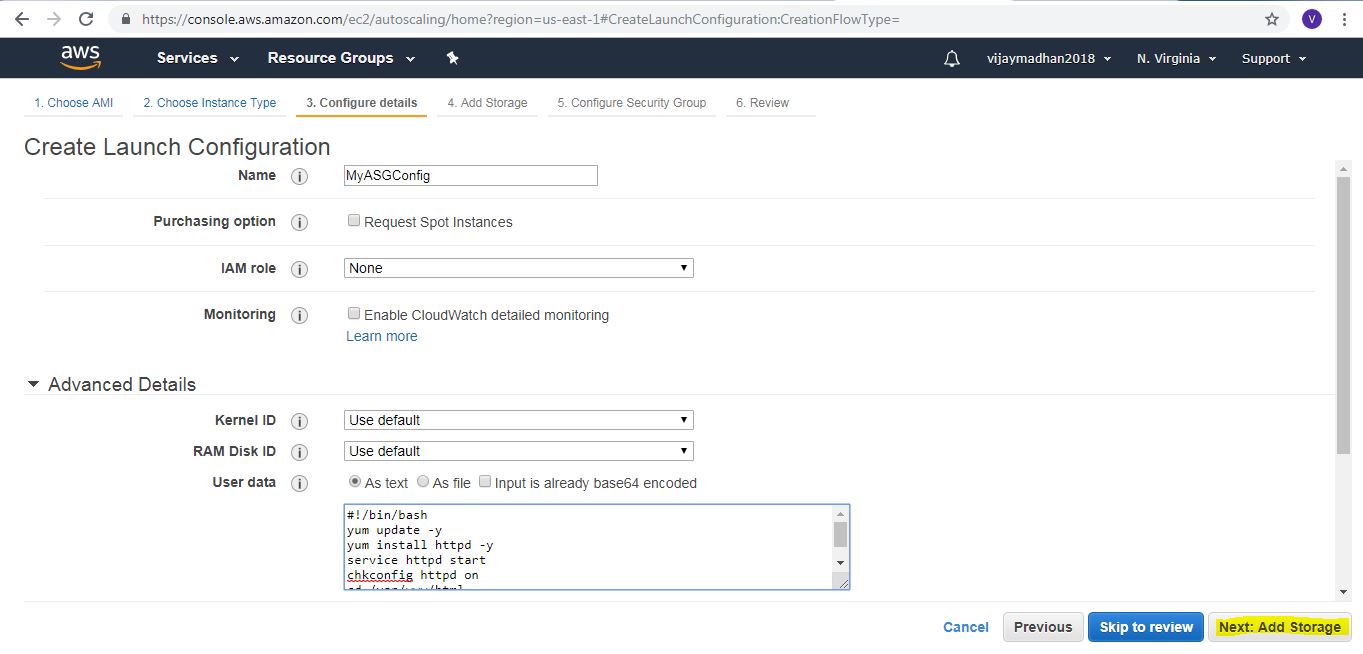 https://console.aws.amazon.com/ec2/autoscaling/home?region=us-east-1#CreateLaunchConfiguration:CreationFlowType=
V
aws Services Resource Groups vijaymadhan2018 N. Virginia Support
1. Choose AMI 2. Choose Instance Type 3. Configure details 4. Add Storage 5. Configure Security Group 6. Review
Create Launch Configuration
Name i MyASGConfig
Purchasing option i Request Spot Instances
IAM role i None
Monitoring i Enable CloudWatch detailed monitoring
Learn more
Advanced Details
Kernel ID i Use default
RAM Disk ID i Use default
User data i As text As file Input is already base64 encoded
#!/bin/bash
yum update -y
yum install httpd -y
service httpd start
chkconfig httpd on
cd /var/www/html
Cancel Previous Skip to review Next: Add Storage